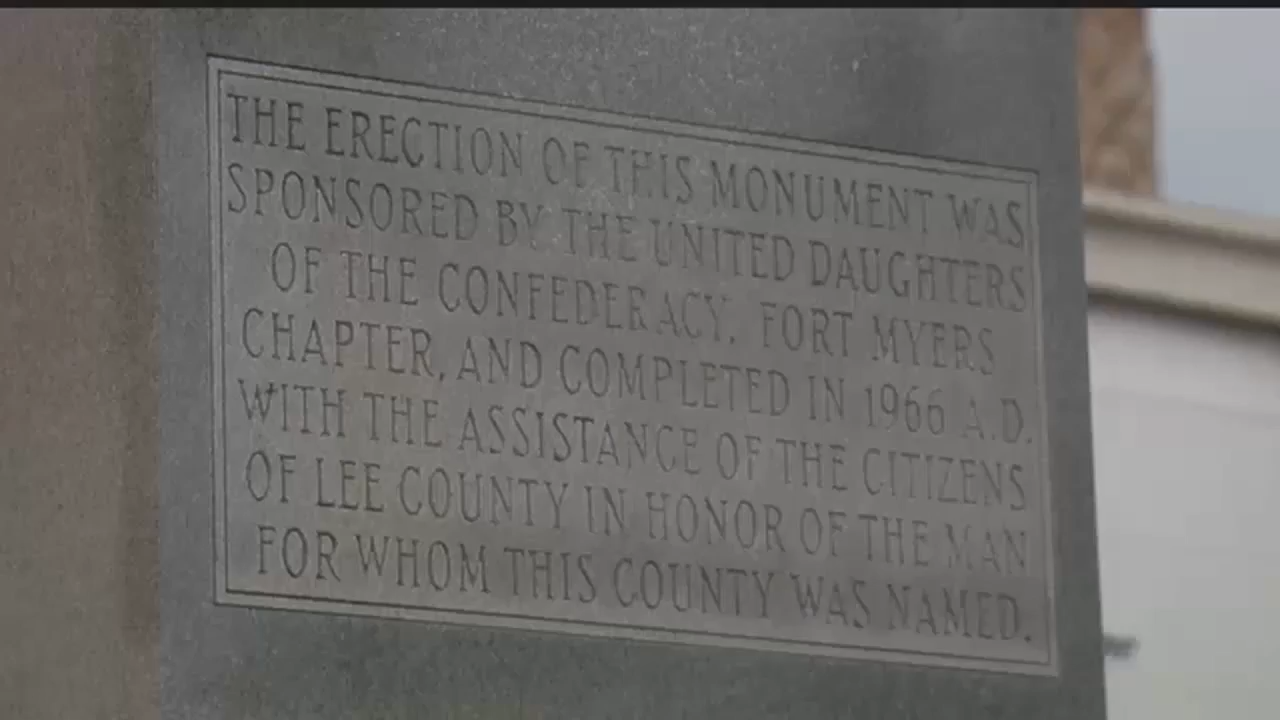 THE ERECTION OF THIS MONUMENT WAS
SPONSORED BY THE UNITED DAUGHTERS
OF THE CONFEDERACY, FORT MYERS
CHAPTER, AND COMPLETED IN 1966 A.D.
WITH THE ASSISTANCE OF THE CITIZENS
OF LEE COUNTY IN HONOR OF THE MAN
FOR WHOM THIS COUNTY WAS NAMED.